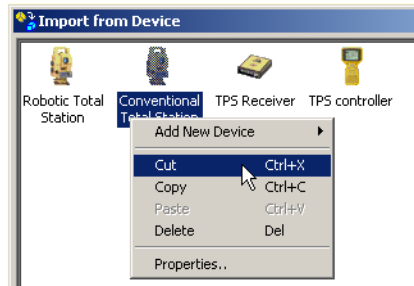 Import from Device
Robotic Total Station
Conventional Total Station
TPS Receiver
TPS controller
Add New Device
Cut Ctrl+X
Copy Ctrl+C
Paste Ctrl+V
Delete Del
Properties..